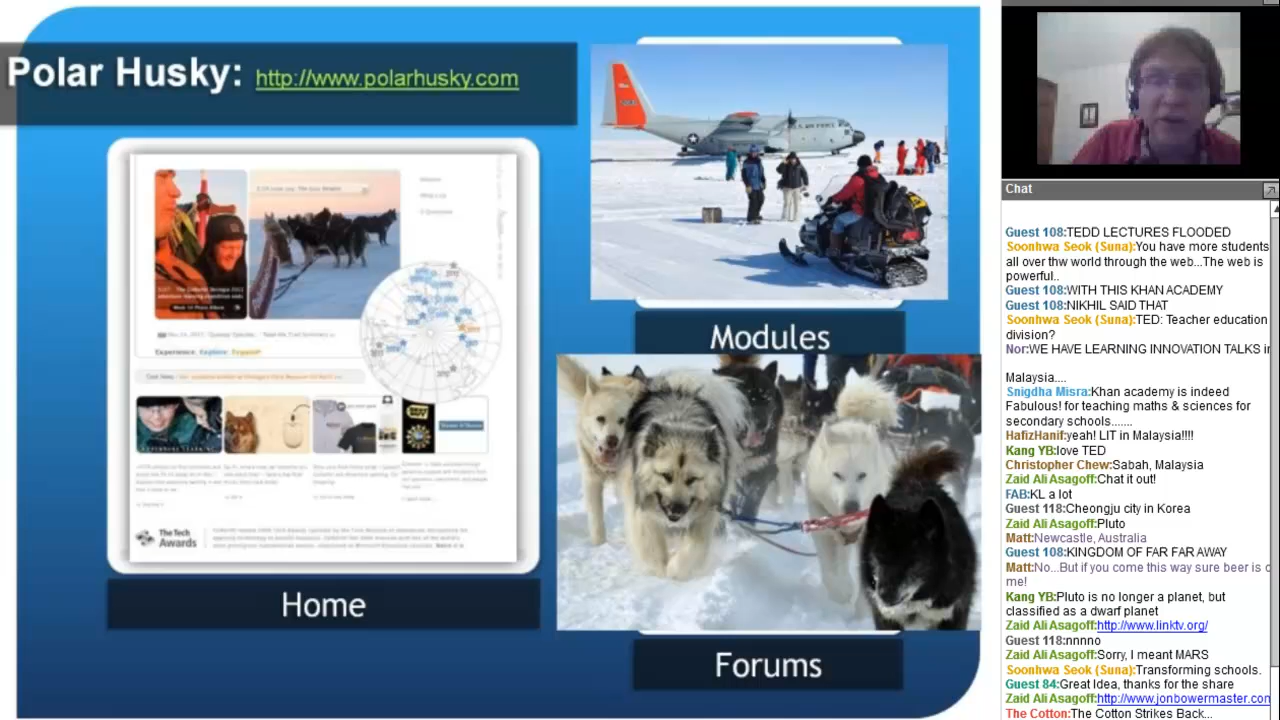 Polar Husky: http://www.polarhusky.com
The Tech
Awards
Home
U.S. AIR FORCE
Modules
Forums
Chat
Guest 108:TEDD LECTURES FLOODED
Soonhwa Seok (Suna):You have more students
all over thw world through the web...The web is
powerful..
Guest 108:WITH THIS KHAN ACADEMY
Guest 108:NIKHIL SAID THAT
Soonhwa Seok (Suna):TED: Teacher education
division?
Nor:WE HAVE LEARNING INNOVATION TALKS in
Malaysia....
Snigdha Misra:Khan academy is indeed
Fabulous! for teaching maths & sciences for
secondary schools.......
HafizHanif:yeah! LIT in Malaysia!!!!
Kang YB:love TED
Christopher Chew:Sabah, Malaysia
Zaid Ali Asagoff:Chat it out!
FAB:KL a lot
Guest 118:Cheongju city in Korea
Zaid Ali Asagoff:Pluto
Matt:Newcastle, Australia
Guest 108:KINGDOM OF FAR FAR AWAY
Matt:No...But if you come this way sure beer is o
me!
Kang YB:Pluto is no longer a planet, but
classified as a dwarf planet
Zaid Ali Asagoff:http://www.linktv.org/
Guest 118:nnnno
Zaid Ali Asagoff:Sorry, I meant MARS
Soonhwa Seok (Suna):Transforming schools.
Guest 84:Great Idea, thanks for the share
Zaid Ali Asagoff:http://www.jonbowermaster.com
The Cotton:The Cotton Strikes Back...